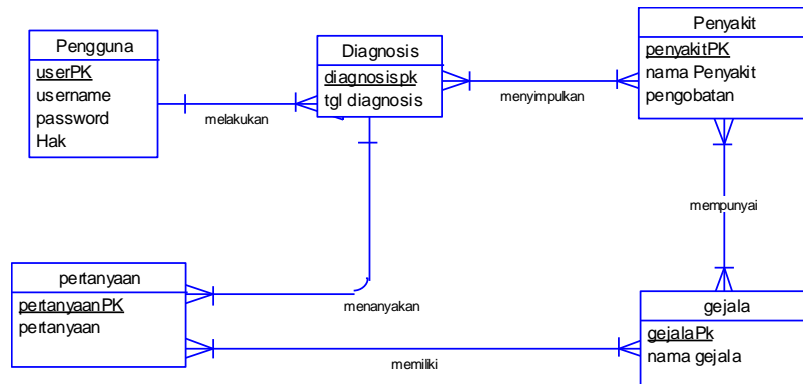 Pengguna
userPK
username
password
Hak
melakukan
Diagnosis
diagnosispk
tgl diagnosis
menyimpulkan
Penyakit
penyakitPK
nama Penyakit
pengobatan
mempunyai
pertanyaan
pertanyaanPK
pertanyaan
menanyakan
memiliki
gejala
gejalaPk
nama gejala